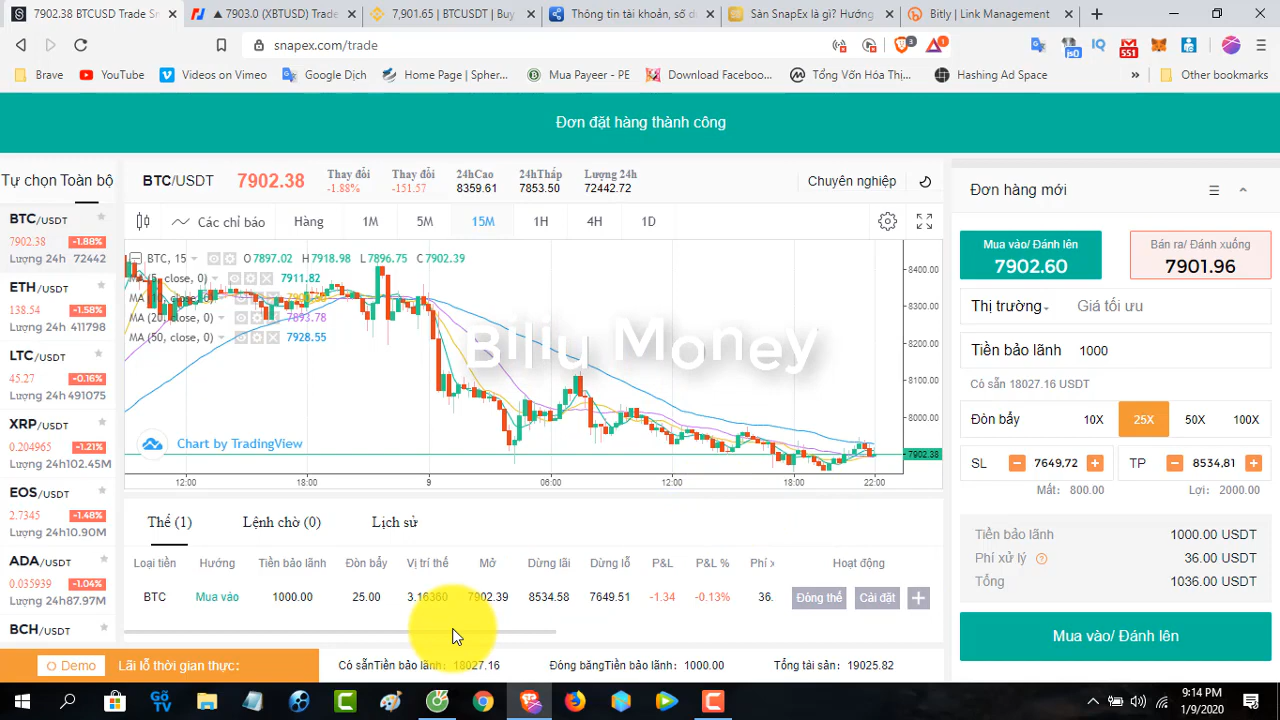 7902.38 BTCUSD Trade Sn
▲ 7903.0 (XBTUSD) Trade
7,901.65 | BTCUSDT | Buy
Thông tin tài khoản, số d
Sàn SnapEx là gì? Hướng
Bitly | Link Management
snapex.com/trade
3
js0
IQ
551
Brave
YouTube
Videos on Vimeo
Google Dịch
Home Page | Spher...
Mua Payeer - PE
Download Faceboo...
Tổng Vốn Hóa Thị...
Hashing Ad Space
»
Other bookmarks
Đơn đặt hàng thành công
Tự chọn Toàn bộ
BTC/USDT
7902.38 -1.88%
Lượng 24h 72442
ETH/USDT
138.54 -1.58%
Lượng 24h 411798
LTC/USDT
45.27 -0.16%
Lượng 24h 491075
XRP/USDT
0.204965 -1.21%
Lượng 24h102.45M
EOS/USDT
2.7345 -1.48%
Lượng 24h10.90M
ADA/USDT
0.035939 -1.04%
Lượng 24h87.97M
BCH/USDT
BTC/USDT 7902.38
Thay đổi Thay đổi 24hCao 24hThấp Lượng 24h
-1.88% -151.57 8359.61 7853.50 72442.72
Chuyên nghiệp
Các chỉ báo Hàng 1M 5M 15M 1H 4H 1D
BTC, 15 O 7897.02 H 7918.98 L 7896.75 C 7902.39
MA (5, close, 0) 7911.82
MA (20, close, 0) 7893.78
MA (50, close, 0) 7928.55
Biliu Money
Chart by TradingView
8400.00
8300.00
8200.00
8100.00
8000.00
7902.38
12:00 18:00 9 06:00 12:00 18:00 22:00
Thế (1) Lệnh chờ (0) Lịch sử
Loại tiền Hướng Tiền bảo lãnh Đòn bẩy Vị trí thế Mở Dừng lãi Dừng lỗ P&L P&L % Phí x Hoạt động
BTC Mua vào 1000.00 25.00 3.16360 7902.39 8534.58 7649.51 -1.34 -0.13% 36. Đóng thế Cài đặt +
Đơn hàng mới
Mua vào/ Đánh lên
7902.60
Bán ra/ Đánh xuống
7901.96
Thị trường Giá tối ưu
Tiền bảo lãnh 1000
Có sẵn 18027.16 USDT
Đòn bẩy 10X 25X 50X 100X
SL − 7649.72 + TP − 8534.81 +
Mất: 800.00 Lợi: 2000.00
Tiền bảo lãnh 1000.00 USDT
Phí xử lý ? 36.00 USDT
Tổng 1036.00 USDT
Mua vào/ Đánh lên
Demo Lãi lỗ thời gian thực:
Có sẵnTiền bảo lãnh: 18027.16 Đóng băngTiền bảo lãnh: 1000.00 Tổng tài sản: 19025.82
Gõ
TV
9:14 PM
1/9/2020